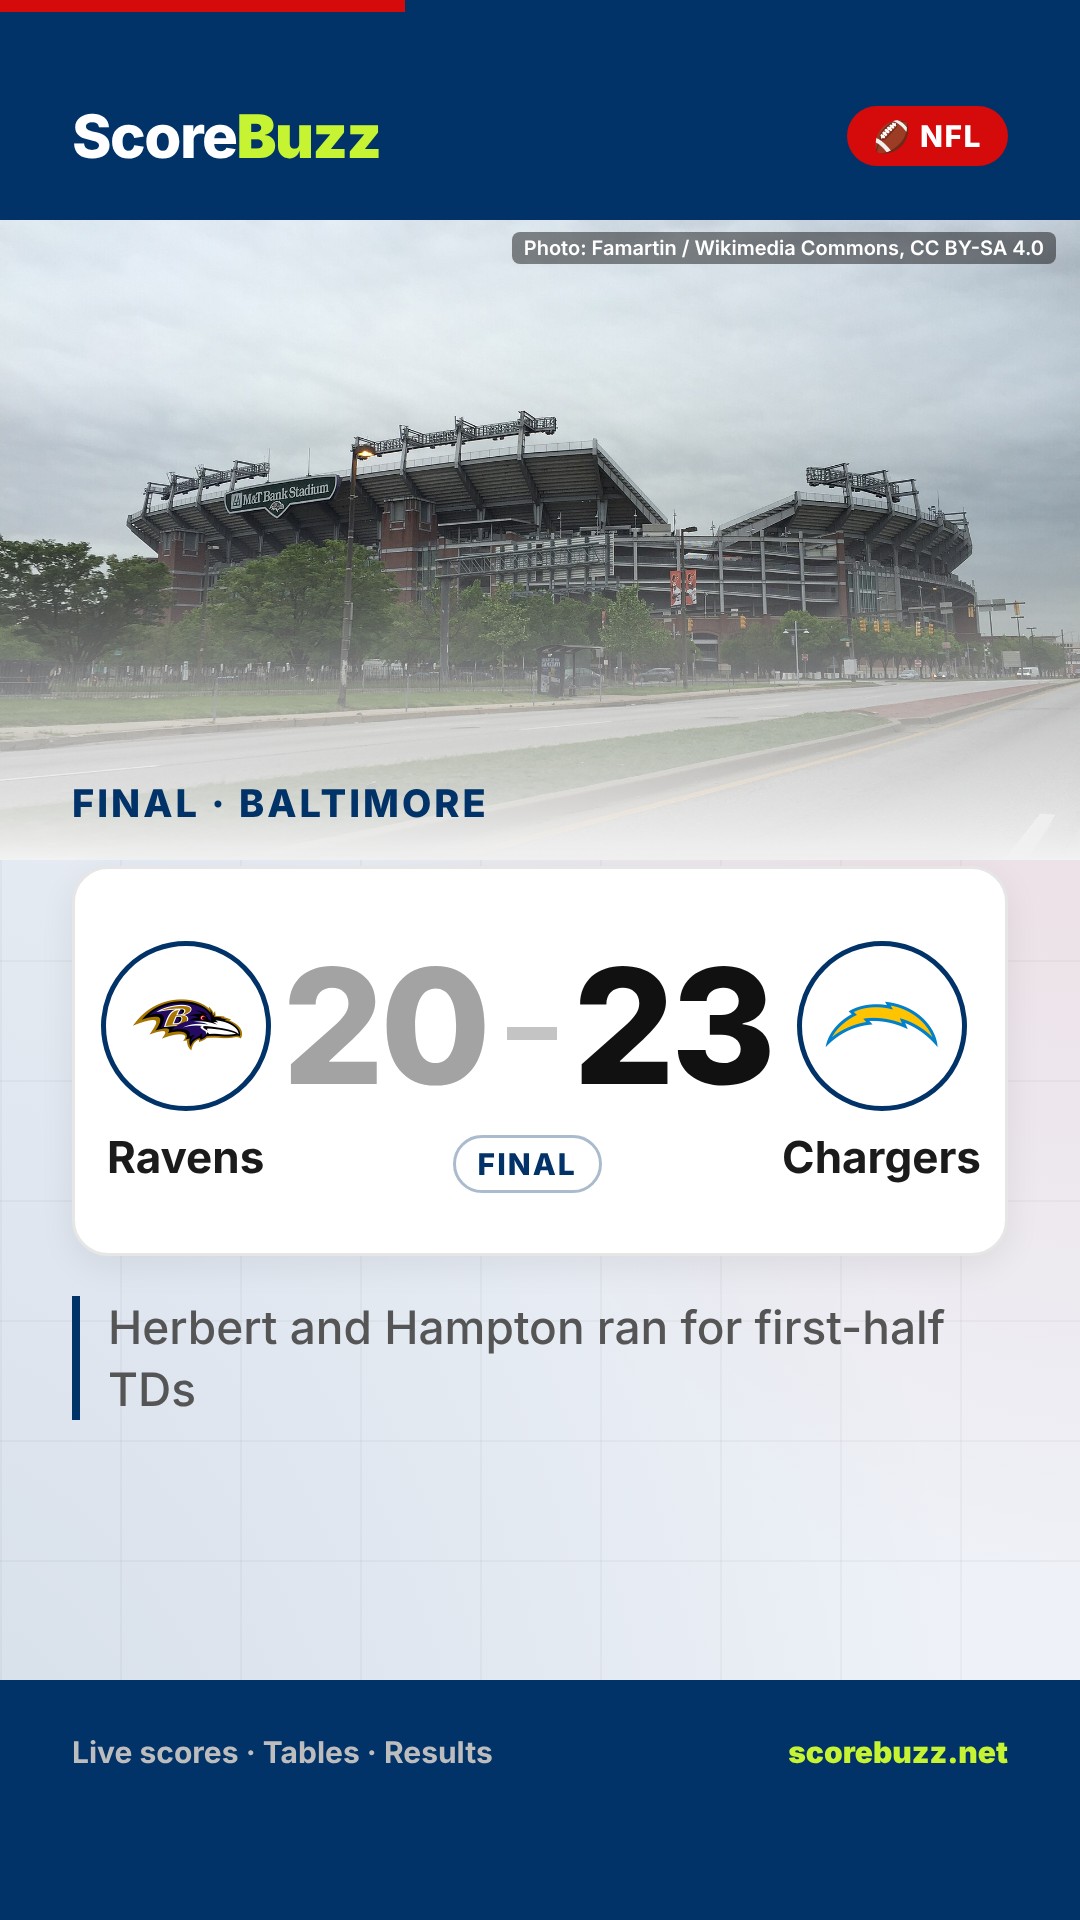 ScoreBuzz
🏈 NFL
Photo: Famartin / Wikimedia Commons, CC BY-SA 4.0
M&T Bank Stadium
FINAL · BALTIMORE
B
20 - 23
Ravens
FINAL
Chargers
Herbert and Hampton ran for first-half
TDs
Live scores · Tables · Results
scorebuzz.net